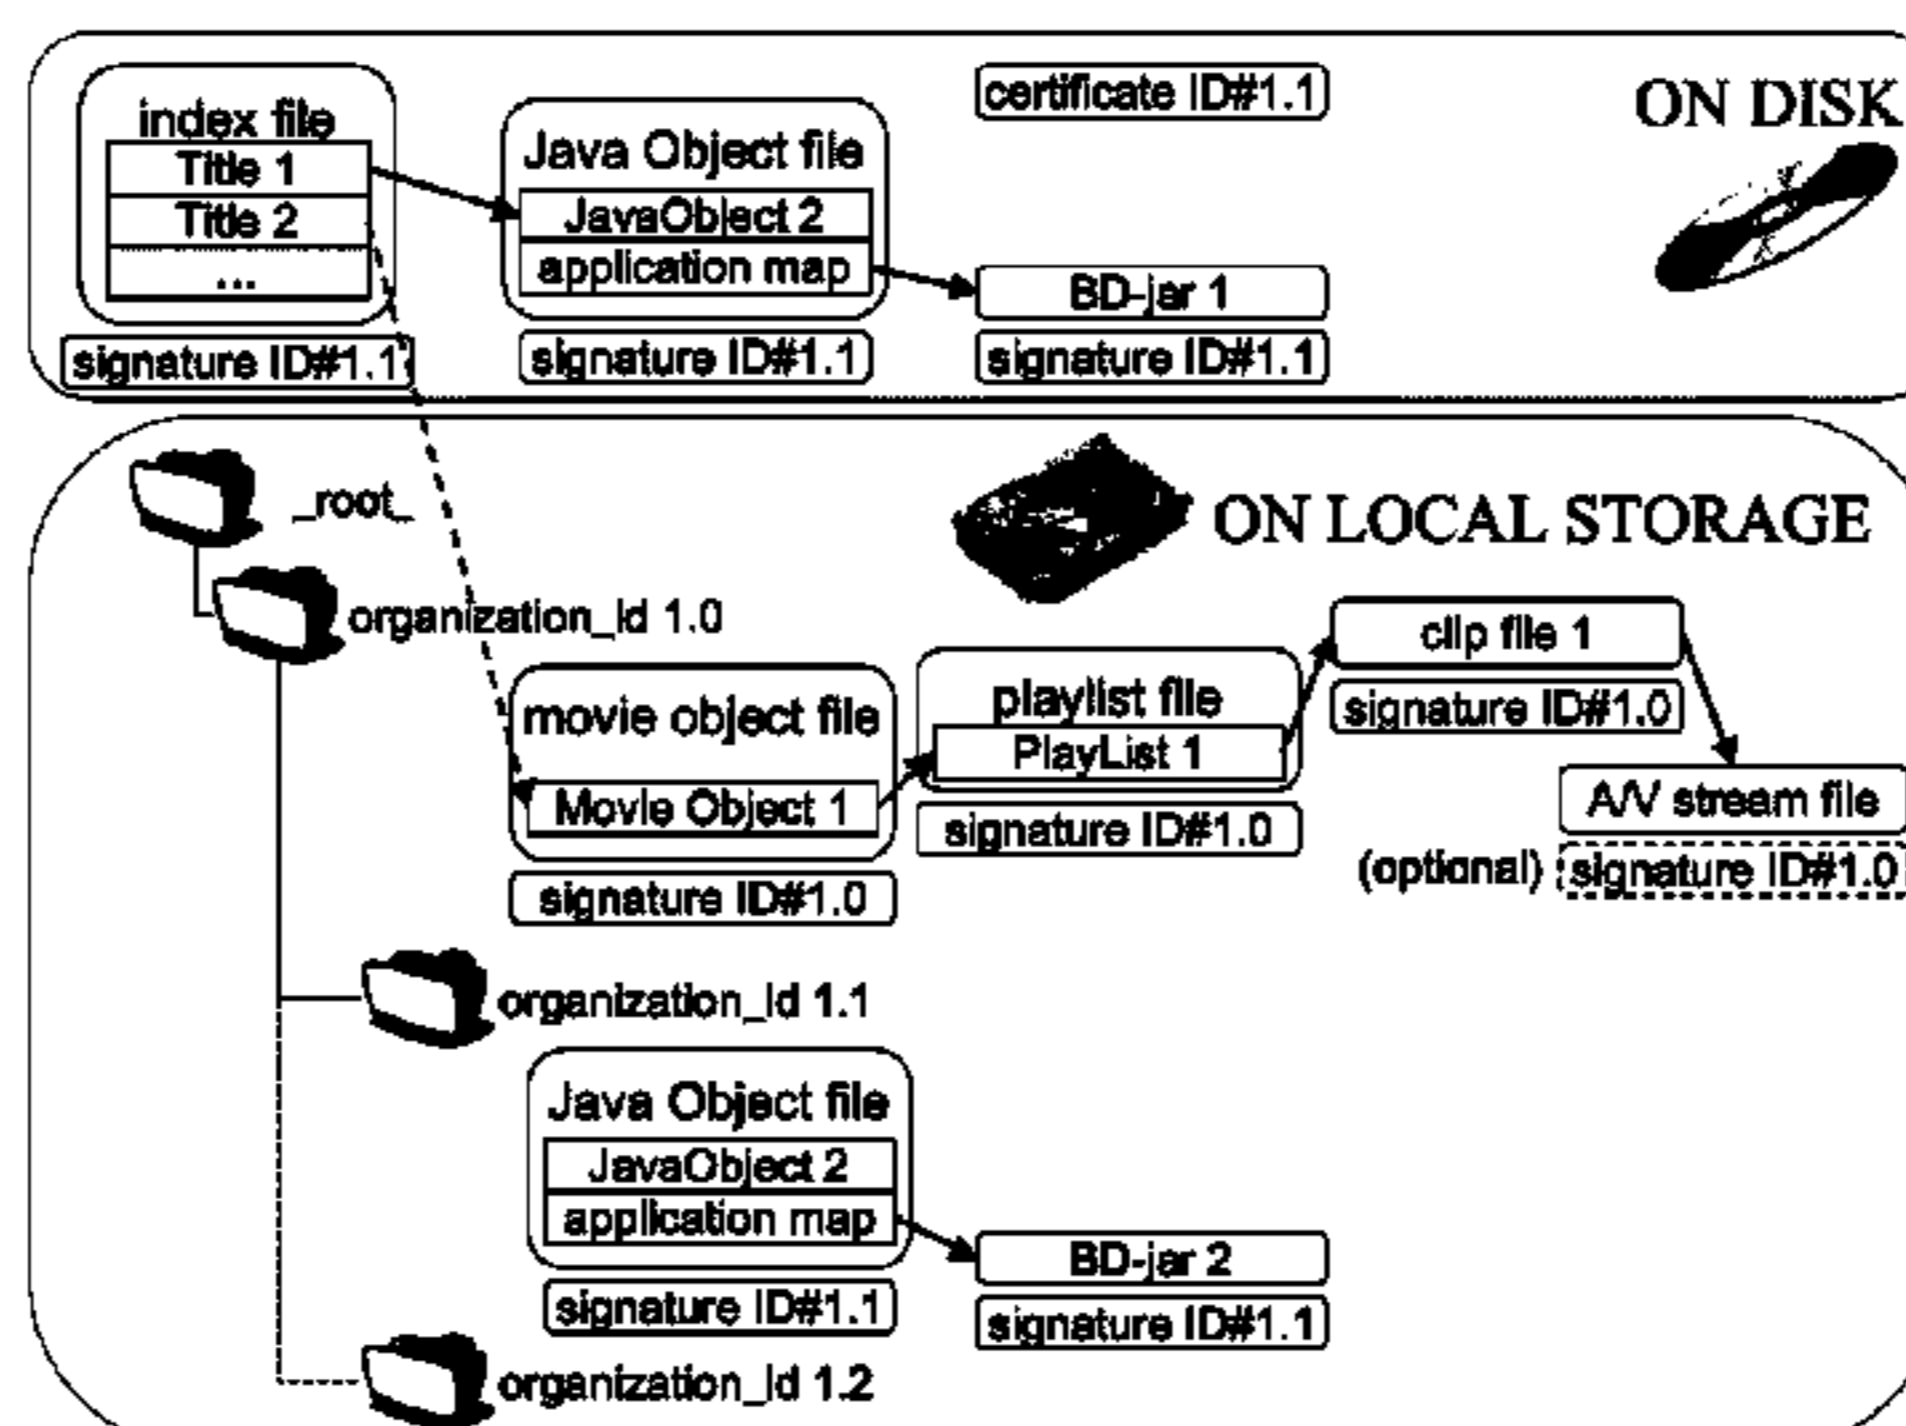 certificate ID#1.1
ON DISK
index file
Title 1
Title 2
...
Java Object file
JavaObject 2
application map
BD-jar 1
signature ID#1.1
signature ID#1.1
signature ID#1.1
_root_
ON LOCAL STORAGE
organization_id 1.0
movie object file
Movie Object 1
signature ID#1.0
playlist file
PlayList 1
signature ID#1.0
clip file 1
signature ID#1.0
A/V stream file
(optional) signature ID#1.0
organization_id 1.1
Java Object file
JavaObject 2
application map
signature ID#1.1
BD-jar 2
signature ID#1.1
organization_id 1.2